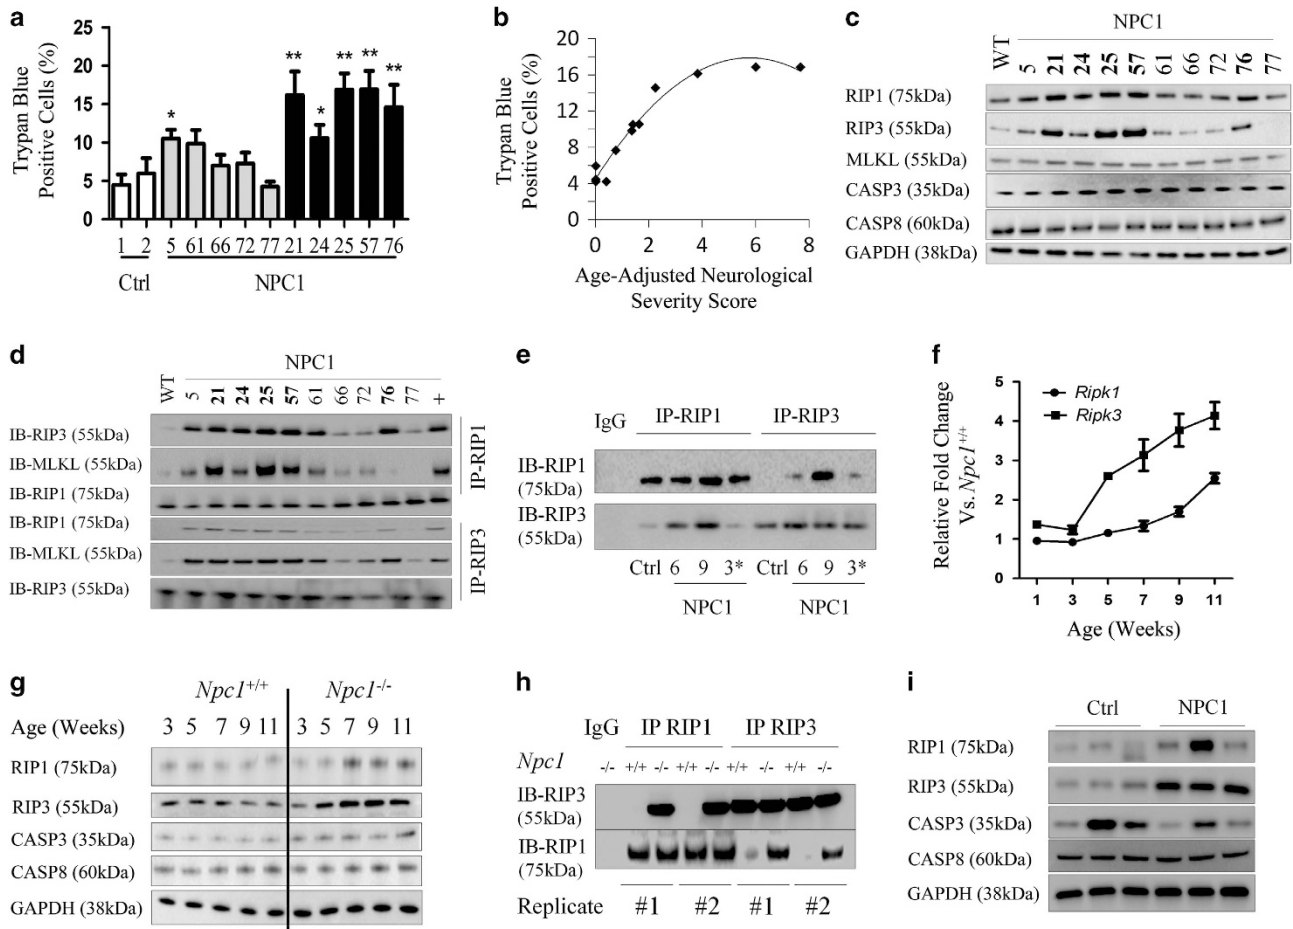 a
25
20
15
10
5
0
Trypan Blue
Positive Cells (%)
* ** * ** ** **
1 2 5 61 66 72 77 21 24 25 57 76
Ctrl NPC1
b
20
16
12
8
4
0
Trypan Blue
Positive Cells (%)
0 2 4 6 8
Age-Adjusted Neurological
Severity Score
c
NPC1
WT 5 21 24 25 57 61 66 72 76 77
RIP1 (75kDa)
RIP3 (55kDa)
MLKL (55kDa)
CASP3 (35kDa)
CASP8 (60kDa)
GAPDH (38kDa)
d
NPC1
WT 5 21 24 25 57 61 66 72 76 77 +
IB-RIP3 (55kDa)
IB-MLKL (55kDa)
IB-RIP1 (75kDa)
IP-RIP1
IB-RIP1 (75kDa)
IB-MLKL (55kDa)
IB-RIP3 (55kDa)
IP-RIP3
e
IgG IP-RIP1 IP-RIP3
IB-RIP1
(75kDa)
IB-RIP3
(55kDa)
Ctrl 6 9 3* Ctrl 6 9 3*
NPC1 NPC1
f
5
4
3
2
1
0
Relative Fold Change
Vs. Npc1+/+
Ripk1
Ripk3
1 3 5 7 9 11
Age (Weeks)
g
Npc1+/+ Npc1-/-
Age (Weeks) 3 5 7 9 11 3 5 7 9 11
RIP1 (75kDa)
RIP3 (55kDa)
CASP3 (35kDa)
CASP8 (60kDa)
GAPDH (38kDa)
h
IgG IP RIP1 IP RIP3
Npc1 -/- +/+ -/- +/+ -/- +/+ -/- +/+ -/-
IB-RIP3
(55kDa)
IB-RIP1
(75kDa)
Replicate #1 #2 #1 #2
i
Ctrl NPC1
RIP1 (75kDa)
RIP3 (55kDa)
CASP3 (35kDa)
CASP8 (60kDa)
GAPDH (38kDa)